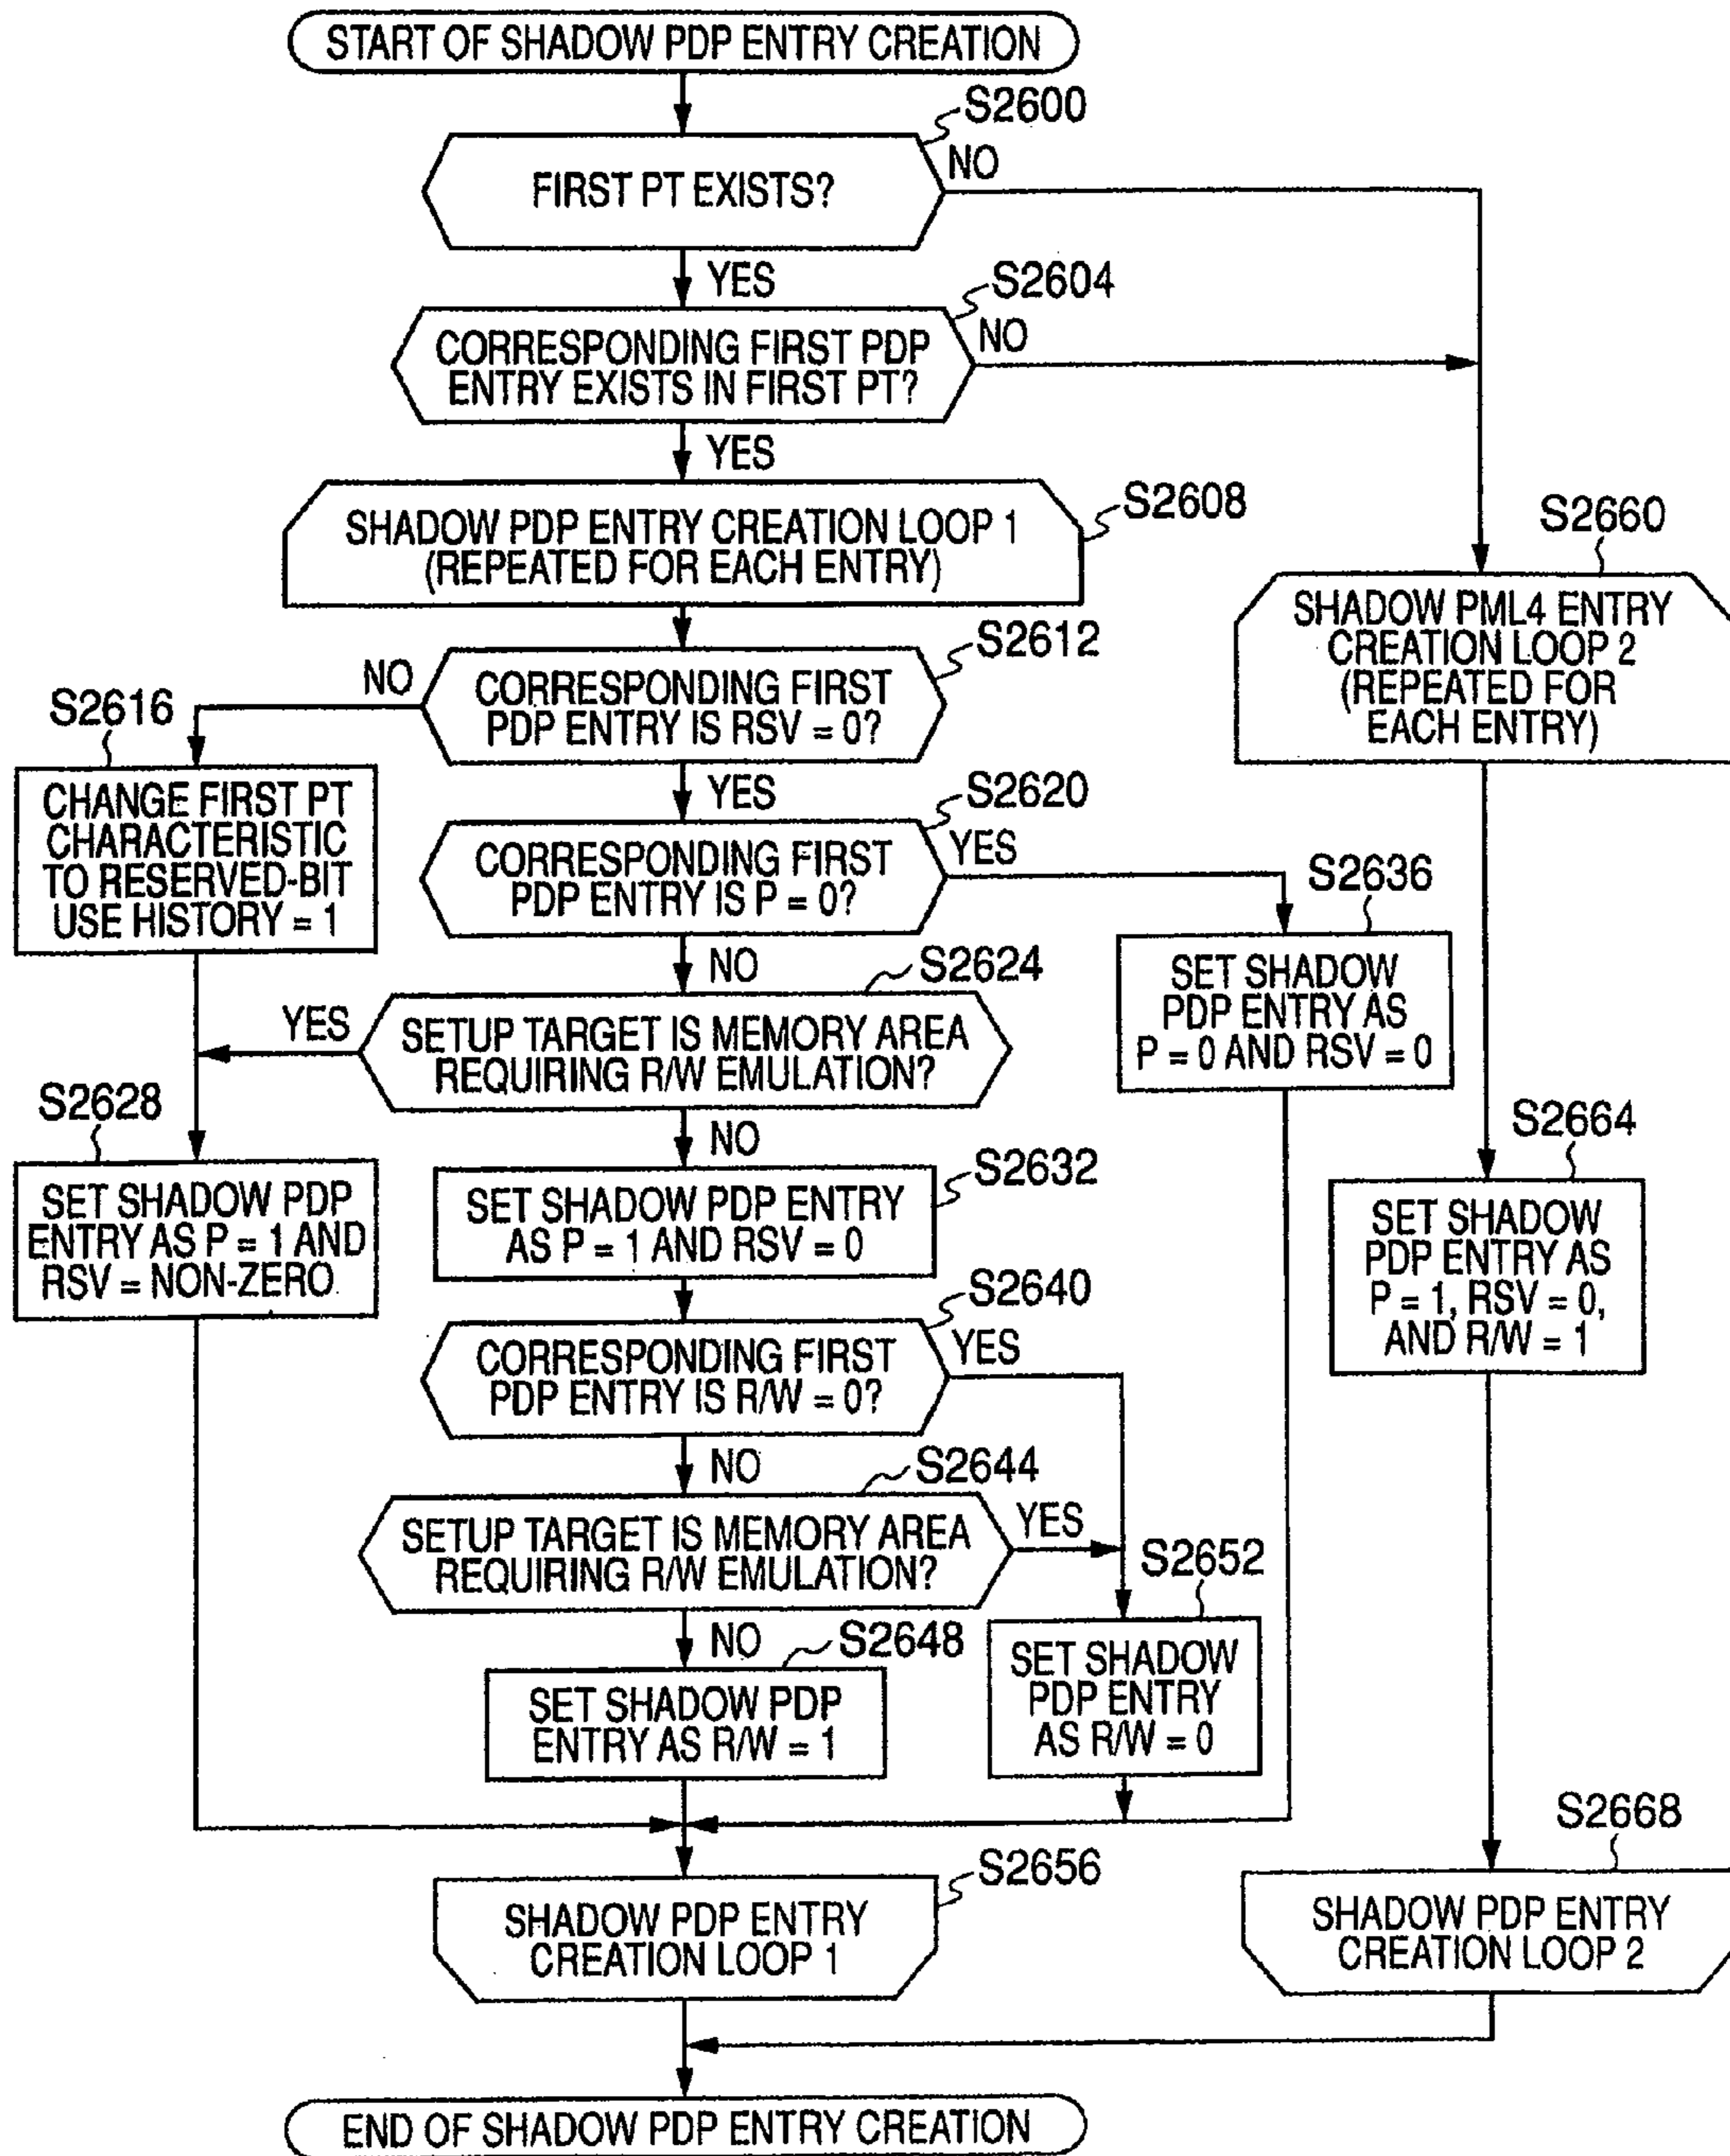 START OF SHADOW PDP ENTRY CREATION
S2600
FIRST PT EXISTS?
NO
YES
S2604
CORRESPONDING FIRST PDP
ENTRY EXISTS IN FIRST PT?
NO
YES
S2608
SHADOW PDP ENTRY CREATION LOOP 1
(REPEATED FOR EACH ENTRY)
S2660
SHADOW PML4 ENTRY
CREATION LOOP 2
(REPEATED FOR
EACH ENTRY)
S2612
CORRESPONDING FIRST
PDP ENTRY IS RSV = 0?
NO
YES
S2616
CHANGE FIRST PT
CHARACTERISTIC
TO RESERVED-BIT
USE HISTORY = 1
S2620
CORRESPONDING FIRST
PDP ENTRY IS P = 0?
YES
NO
S2636
SET SHADOW
PDP ENTRY AS
P = 0 AND RSV = 0
S2624
SETUP TARGET IS MEMORY AREA
REQUIRING R/W EMULATION?
YES
NO
S2628
SET SHADOW PDP
ENTRY AS P = 1 AND
RSV = NON-ZERO
S2632
SET SHADOW PDP ENTRY
AS P = 1 AND RSV = 0
S2664
SET SHADOW
PDP ENTRY AS
P = 1, RSV = 0,
AND R/W = 1
S2640
CORRESPONDING FIRST
PDP ENTRY IS R/W = 0?
YES
NO
S2644
SETUP TARGET IS MEMORY AREA
REQUIRING R/W EMULATION?
YES
NO
S2652
SET SHADOW
PDP ENTRY
AS R/W = 0
S2648
SET SHADOW PDP
ENTRY AS R/W = 1
S2656
SHADOW PDP ENTRY
CREATION LOOP 1
S2668
SHADOW PDP ENTRY
CREATION LOOP 2
END OF SHADOW PDP ENTRY CREATION